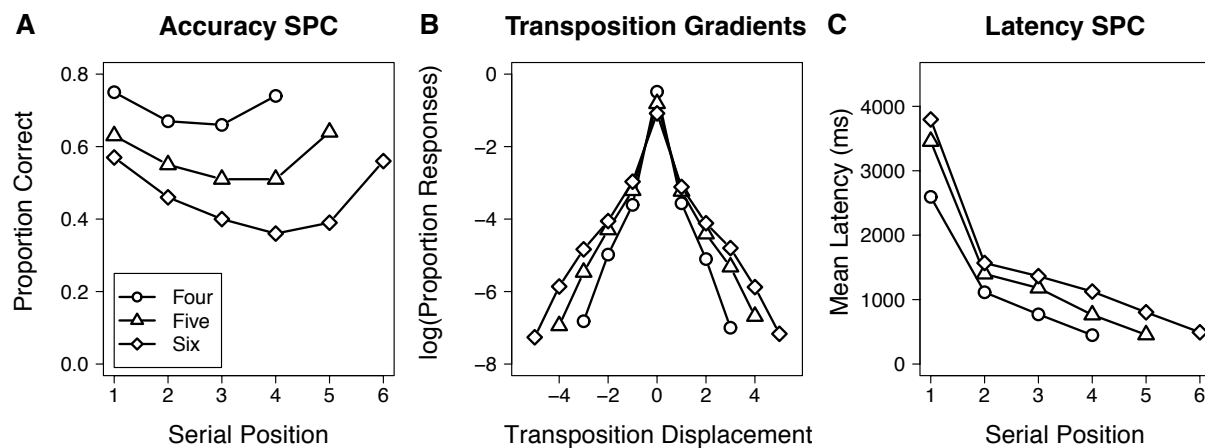 A Accuracy SPC
Proportion Correct
0.8
0.6
0.4
0.2
0.0
Four
Five
Six
1 2 3 4 5 6
Serial Position
B Transposition Gradients
log(Proportion Responses)
0
−2
−4
−6
−8
−4 −2 0 2 4
Transposition Displacement
C Latency SPC
Mean Latency (ms)
4000
3000
2000
1000
0
1 2 3 4 5 6
Serial Position